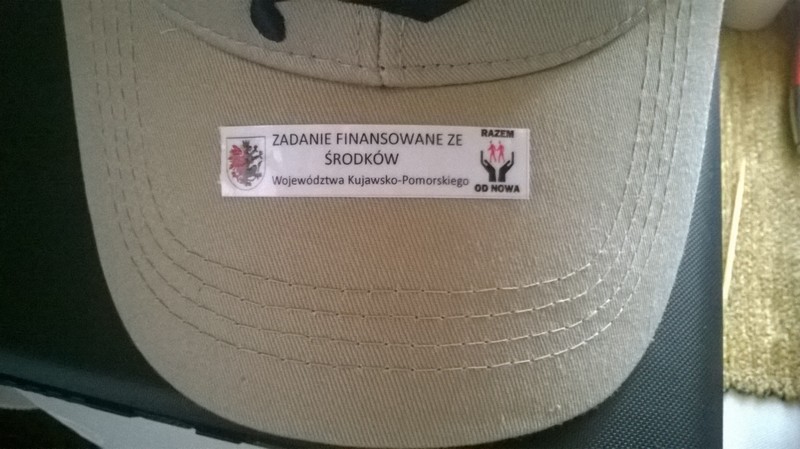 ZADANIE FINANSOWANE ZE
ŚRODKÓW
Województwa Kujawsko-Pomorskiego
RAZEM
OD NOWA